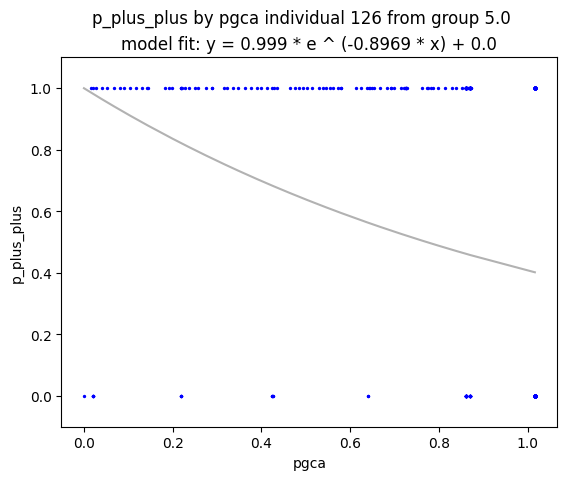 p_plus_plus by pgca individual 126 from group 5.0
model fit: y = 0.999 * e ^ (-0.8969 * x) + 0.0
1.0
0.8
0.6
0.4
0.2
0.0
p_plus_plus
0.0 0.2 0.4 0.6 0.8 1.0
pgca